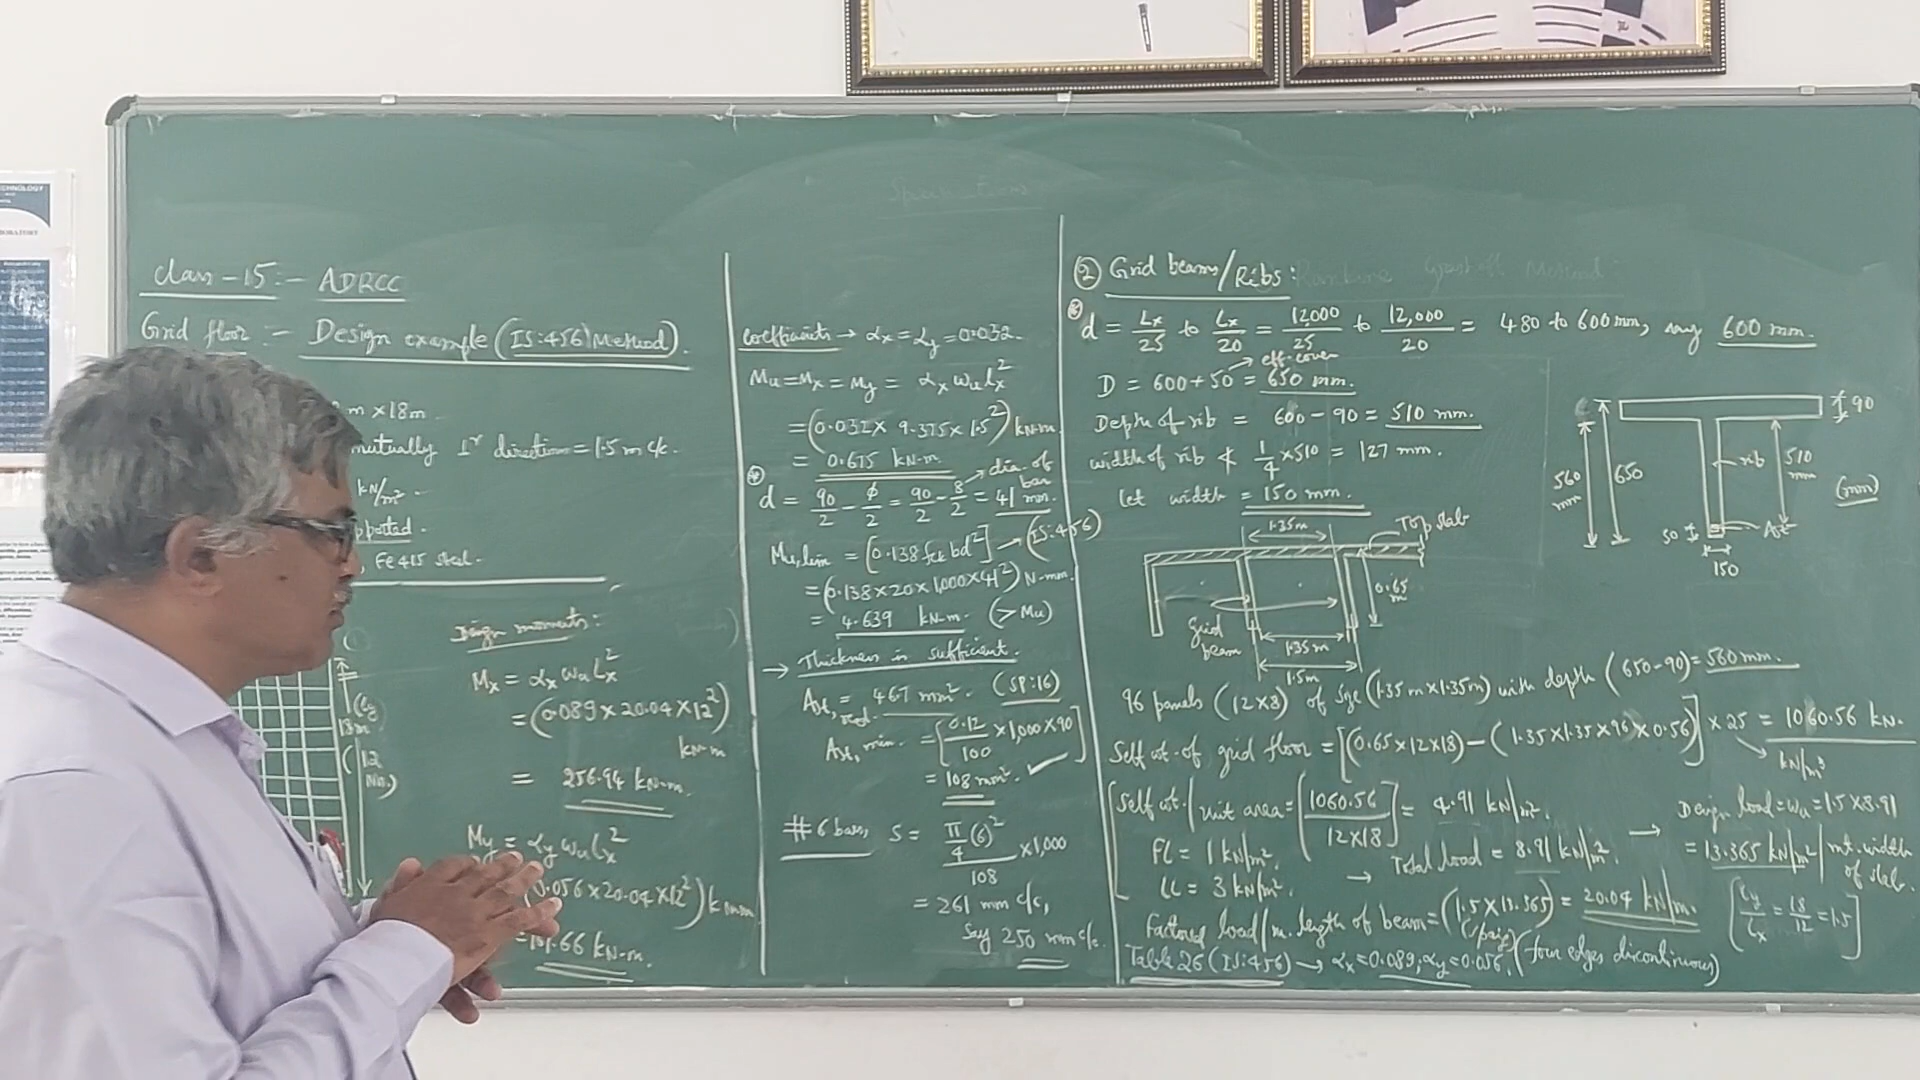 Class-15:- ADRCC
Grid floor :- Design example (IS:456) Method).
m x 18m.
mutually Ir direction = 1.5 m c/c.
kN/m² .
pported.
, Fe415 steel.
Design moments:
Mx = αx wu lx²
= (0.089 x 20.04 x 12²)
kN-m
= 256.94 kN-m.
My = αy wu lx²
0.056 x 20.04 x 12²) kN-m
.66 kN-m.
18m.
(12
No.)
coefficients → αx = αy = 0.032.
Mu = Mx = My = αx wu lx²
= (0.032 x 9.375 x 1.5²) kN-m.
= 0.675 kN-m.
d = 90/2 - ϕ/2 = 90/2 - 8/2 = 41 mm.
dia. of bar
Mu,lim = [0.138 fck bd²] → (IS:456)
= (0.138 x 20 x 1,000 x 41²) N-mm.
= 4.639 kN-m. (> Mu)
→ Thickness is sufficient.
Ast, reqd. = 467 mm². (SP:16)
Ast, min. = [0.12/100 x 1,000 x 90]
= 108 mm². ✓
# 6 bars, S = π/4 (6)² / 108 x 1,000
= 261 mm c/c,
Say 250 mm c/c.
② Grid beams/Ribs:
d = Lx/25 to Lx/20 = 12,000/25 to 12,000/20 = 480 to 600 mm, say 600 mm.
D = 600 + 50 = 650 mm.
eff. cover
Depth of rib = 600 - 90 = 510 mm.
width of rib ≮ 1/4 x 510 = 127 mm.
Let width = 150 mm.
90
560 mm
650
rib
510 mm
(mm)
50
Ast
150
1.35m
Top slab
0.65 m
Grid beam
1.35 m
1.5m
96 panels (12 x 8) of size (1.35 m x 1.35 m) with depth (650-90) = 560 mm.
Self wt. of grid floor = [(0.65 x 12 x 18) - (1.35 x 1.35 x 96 x 0.56)] x 25 = 1060.56 kN.
kN/m³
Self wt./unit area = [1060.56 / 12 x 18] = 4.91 kN/m².
FL = 1 kN/m².
LL = 3 kN/m².
→ Total load = 8.91 kN/m².
→ Design load = wu = 1.5 x 8.91
= 13.365 kN/m² / mt. width of slab.
Factored load/m. length of beam = (1.5 x 13.365) = 20.04 kN/m.
[Ly/Lx = 18/12 = 1.5]
Table 26 (IS:456) → αx = 0.089, αy = 0.056. (four edges discontinuous)